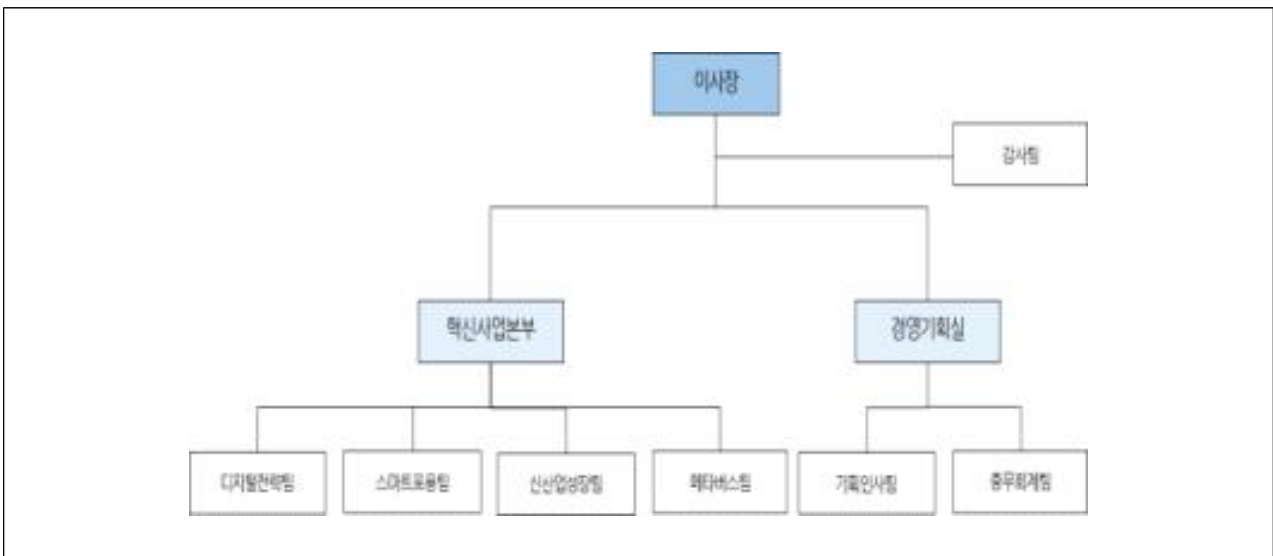 이사장
감사팀
혁신사업본부
경영기획실
디지털전략팀
스마트포용팀
신산업성장팀
메타버스팀
기획인사팀
총무회계팀